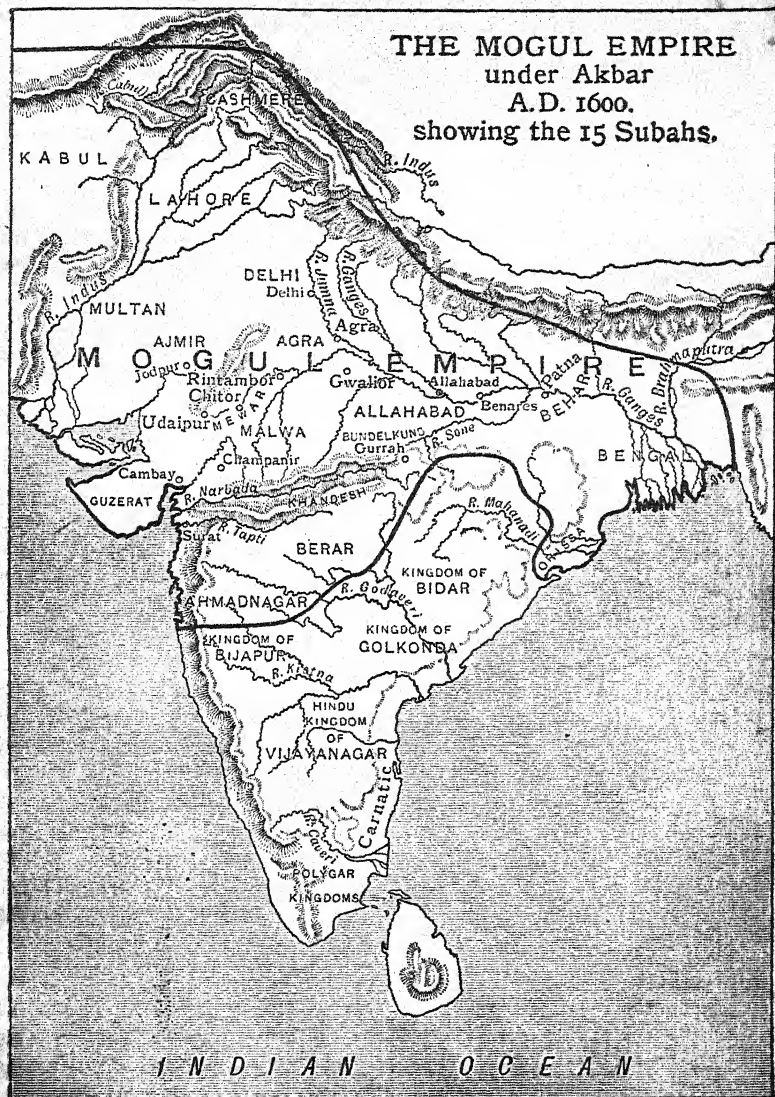 THE MOGUL EMPIRE
under Akbar
A.D. 1600.
showing the 15 Subahs.
CASHMERE
KABUL
R. Indus
LAHORE
DELHI
R. Jumna
R. Ganges
Delhi
R. Indus
MULTAN
AJMIR
AGRA
Agra
MOGUL EMPIRE
Jodpur
Rintambor
Gwalior
Allahabad
Patna
R. Brahmaputra
Chitor
BEHAR
R. Ganges
Udaipur
MEWAR
ALLAHABAD
Benares
MALWA
BUNDELKUND
R. Sone
Gurrah
BENGAL
Champanir
Cambay
GUZERAT
R. Narbada
KHANDESH
R. Mahanadi
Surat
R. Tapti
BERAR
ORISSA
KINGDOM OF
BIDAR
AHMADNAGAR
R. Godaveri
KINGDOM OF
BIJAPUR
KINGDOM OF
GOLKONDA
R. Kistna
HINDU
KINGDOM
OF
VIJAYANAGAR
Carnatic
R. Caveri
POLYGAR
KINGDOMS
INDIAN OCEAN